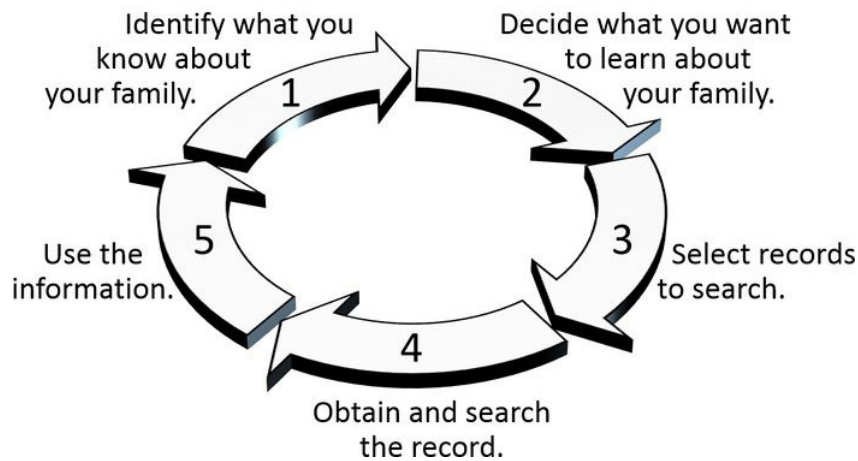 Identify what you
know about
your family.
1
Decide what you want
to learn about
your family.
2
3
Select records
to search.
4
Obtain and search
the record.
5
Use the
information.